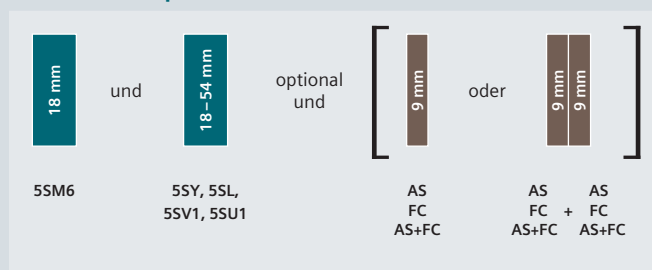 18 mm
und
18–54 mm
optional
und
9 mm
oder
9 mm
9 mm
5SM6
5SY, 5SL,
5SV1, 5SU1
AS
FC
AS+FC
AS AS
FC + FC
AS+FC AS+FC